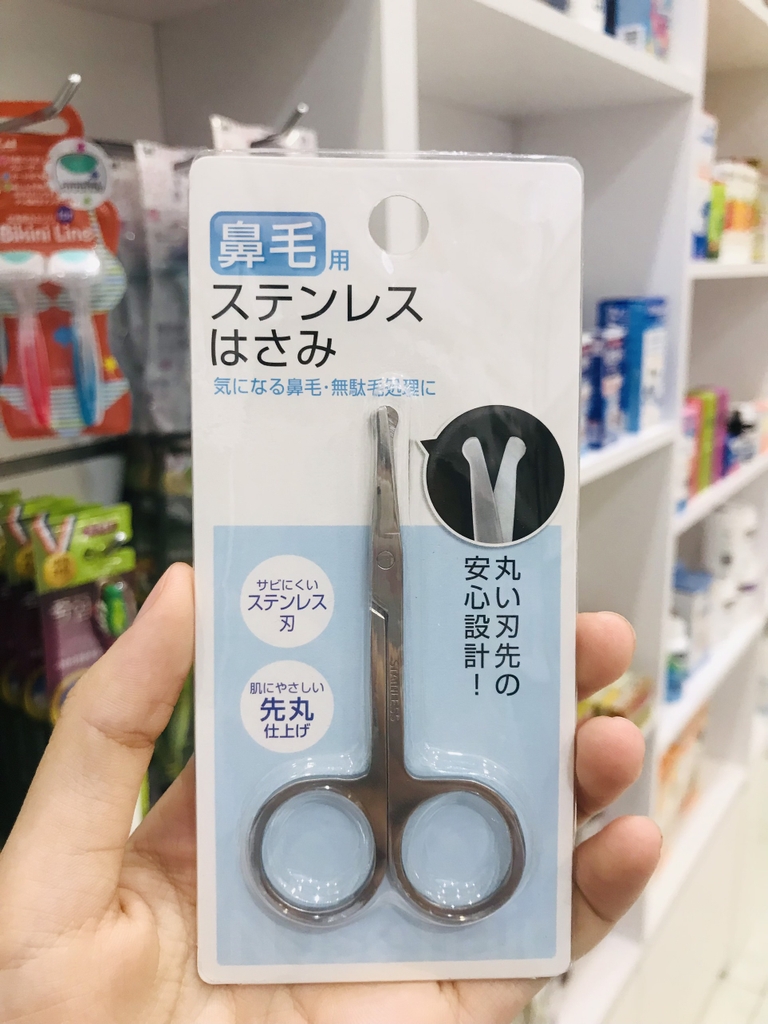 鼻毛用
ステンレス
はさみ
気になる鼻毛・無駄毛処理に
丸い刃先の
安心設計!
サビにくい
ステンレス
刃
肌にやさしい
先丸
仕上げ
STAINLESS
Bikini Line